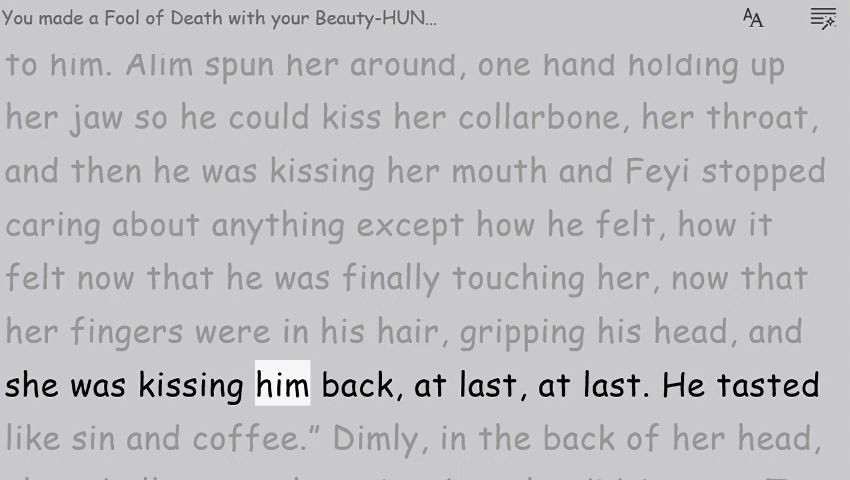 You made a Fool of Death with your Beauty-HUN...
AA
to him. Alim spun her around, one hand holding up
her jaw so he could kiss her collarbone, her throat,
and then he was kissing her mouth and Feyi stopped
caring about anything except how he felt, how it
felt now that he was finally touching her, now that
her fingers were in his hair, gripping his head, and
she was kissing him back, at last, at last. He tasted
like sin and coffee.” Dimly, in the back of her head,